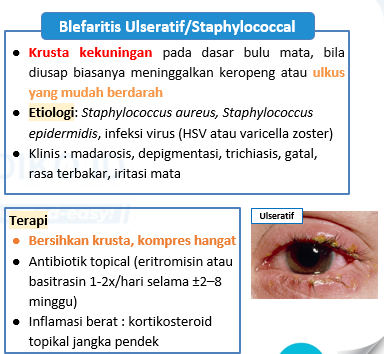 Blefaritis Ulseratif/Staphylococcal
● Krusta kekuningan pada dasar bulu mata, bila
diusap biasanya meninggalkan keropeng atau ulkus
yang mudah berdarah
● Etiologi: Staphylococcus aureus, Staphylococcus
epidermidis, infeksi virus (HSV atau varicella zoster)
● Klinis : madarosis, depigmentasi, trichiasis, gatal,
rasa terbakar, iritasi mata
Terapi
● Bersihkan krusta, kompres hangat
● Antibiotik topical (eritromisin atau
basitrasin 1-2x/hari selama ±2–8
minggu)
● Inflamasi berat : kortikosteroid
topikal jangka pendek
Ulseratif